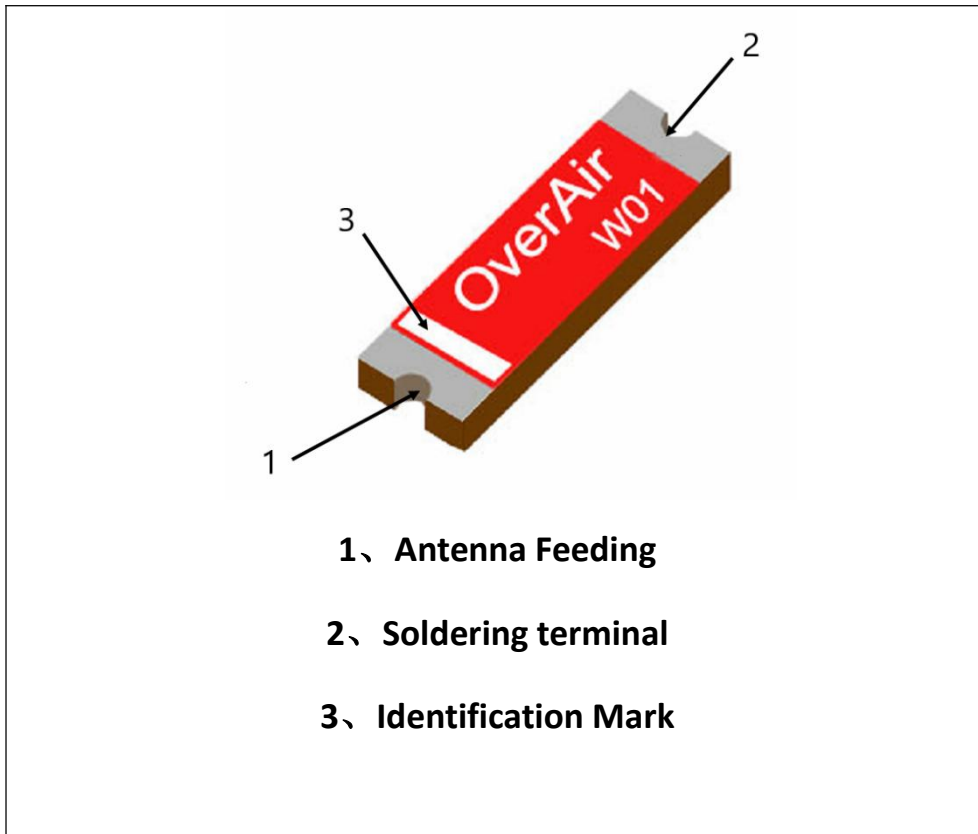 2
3
OverAir
W01
1
1、Antenna Feeding
2、Soldering terminal
3、Identification Mark